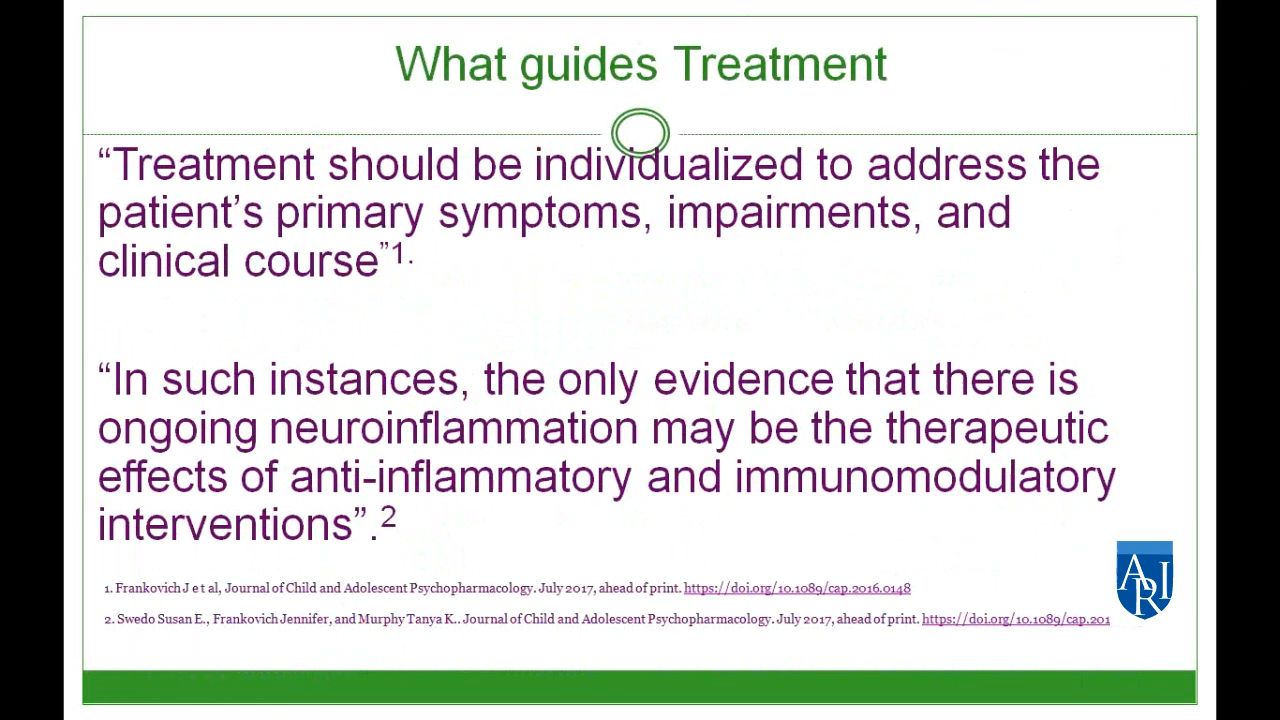 What guides Treatment
“Treatment should be individualized to address the
patient’s primary symptoms, impairments, and
clinical course”1.
“In such instances, the only evidence that there is
ongoing neuroinflammation may be the therapeutic
effects of anti-inflammatory and immunomodulatory
interventions”.2
1. Frankovich J e t al, Journal of Child and Adolescent Psychopharmacology. July 2017, ahead of print. https://doi.org/10.1089/cap.2016.0148
2. Swedo Susan E., Frankovich Jennifer, and Murphy Tanya K.. Journal of Child and Adolescent Psychopharmacology. July 2017, ahead of print. https://doi.org/10.1089/cap.201
ARI